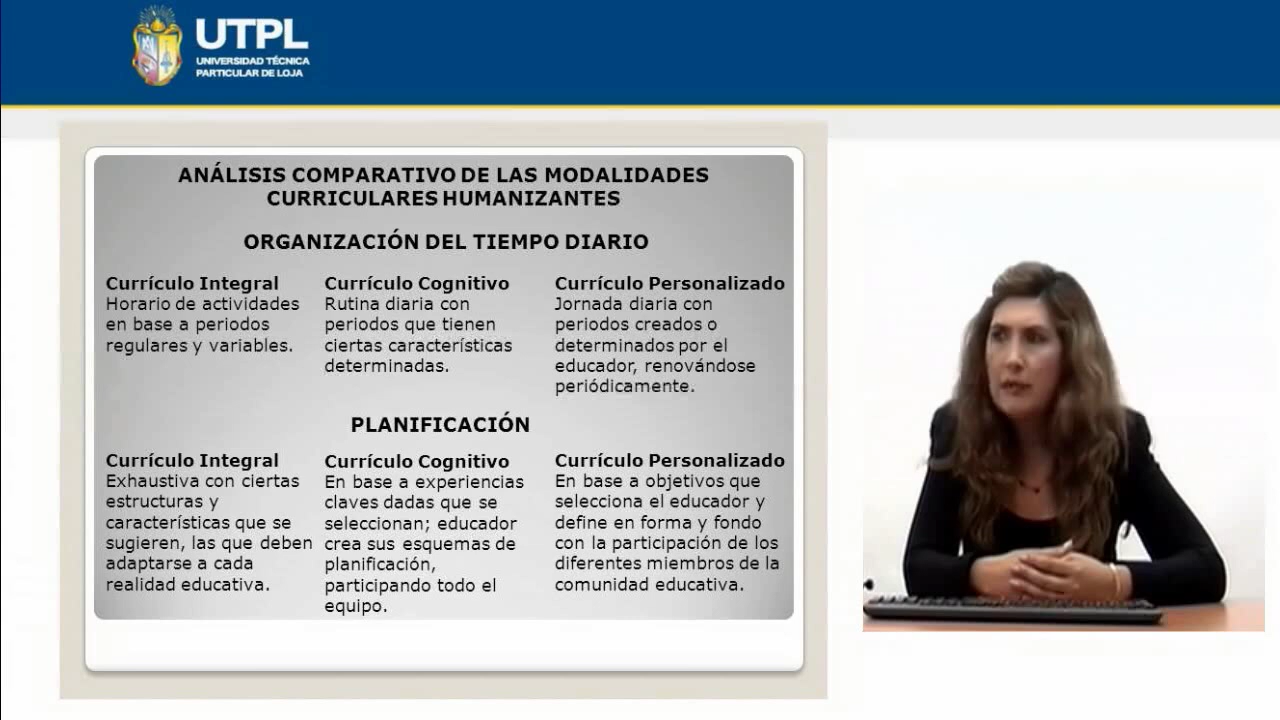 UTPL
UNIVERSIDAD TÉCNICA
PARTICULAR DE LOJA
ANÁLISIS COMPARATIVO DE LAS MODALIDADES
CURRICULARES HUMANIZANTES
ORGANIZACIÓN DEL TIEMPO DIARIO
Currículo Integral
Horario de actividades
en base a periodos
regulares y variables.
Currículo Cognitivo
Rutina diaria con
periodos que tienen
ciertas características
determinadas.
Currículo Personalizado
Jornada diaria con
periodos creados o
determinados por el
educador, renovándose
periódicamente.
PLANIFICACIÓN
Currículo Integral
Exhaustiva con ciertas
estructuras y
características que se
sugieren, las que deben
adaptarse a cada
realidad educativa.
Currículo Cognitivo
En base a experiencias
claves dadas que se
seleccionan; educador
crea sus esquemas de
planificación,
participando todo el
equipo.
Currículo Personalizado
En base a objetivos que
selecciona el educador y
define en forma y fondo
con la participación de los
diferentes miembros de la
comunidad educativa.